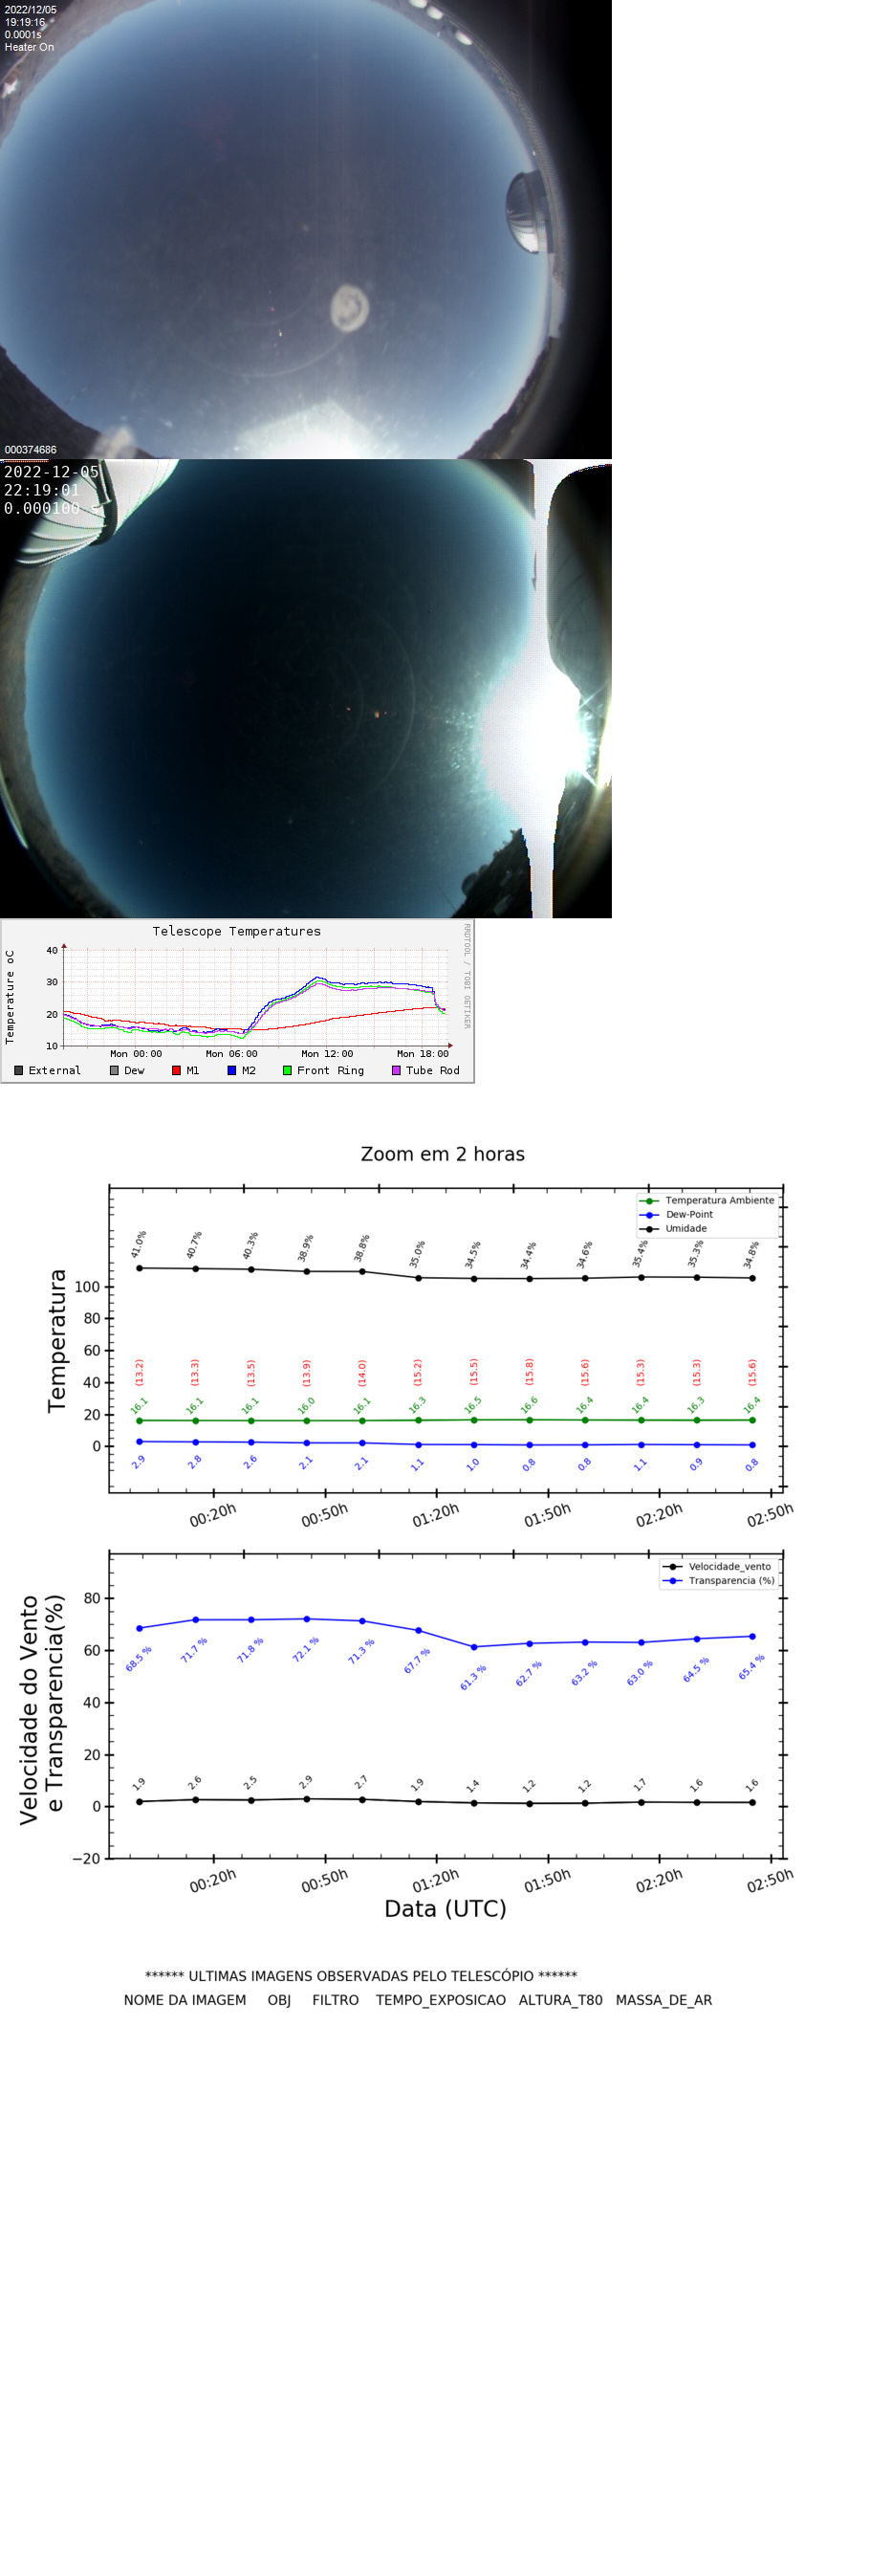 2022/12/05
19:19:16
0.0001s
Heater On
000374686
2022-12-05
22:19:01
0.000100 s
Telescope Temperatures
RRDTOOL / TOBI OETIKER
Temperature oC
40
30
20
10
Mon 00:00 Mon 06:00 Mon 12:00 Mon 18:00
External Dew M1 M2 Front Ring Tube Rod
Zoom em 2 horas
Temperatura Ambiente
Dew-Point
Umidade
41.0% 40.7% 40.3% 38.9% 38.8% 35.0% 34.5% 34.4% 34.6% 35.4% 35.3% 34.8%
Temperatura
100
80
60
40
20
0
(13.2) (13.3) (13.5) (13.9) (14.0) (15.2) (15.5) (15.8) (15.6) (15.3) (15.3) (15.6)
16.1 16.1 16.1 16.0 16.1 16.3 16.5 16.6 16.4 16.4 16.3 16.4
2.9 2.8 2.6 2.1 2.1 1.1 1.0 0.8 0.8 1.1 0.9 0.8
00:20h 00:50h 01:20h 01:50h 02:20h 02:50h
Velocidade_vento
Transparencia (%)
Velocidade do Vento
e Transparencia(%)
80
60
40
20
0
−20
68.5 % 71.7 % 71.8 % 72.1 % 71.3 % 67.7 % 61.3 % 62.7 % 63.2 % 63.0 % 64.5 % 65.4 %
1.9 2.6 2.5 2.9 2.7 1.9 1.4 1.2 1.2 1.7 1.6 1.6
00:20h 00:50h 01:20h 01:50h 02:20h 02:50h
Data (UTC)
****** ULTIMAS IMAGENS OBSERVADAS PELO TELESCÓPIO ******
NOME DA IMAGEM OBJ FILTRO TEMPO_EXPOSICAO ALTURA_T80 MASSA_DE_AR